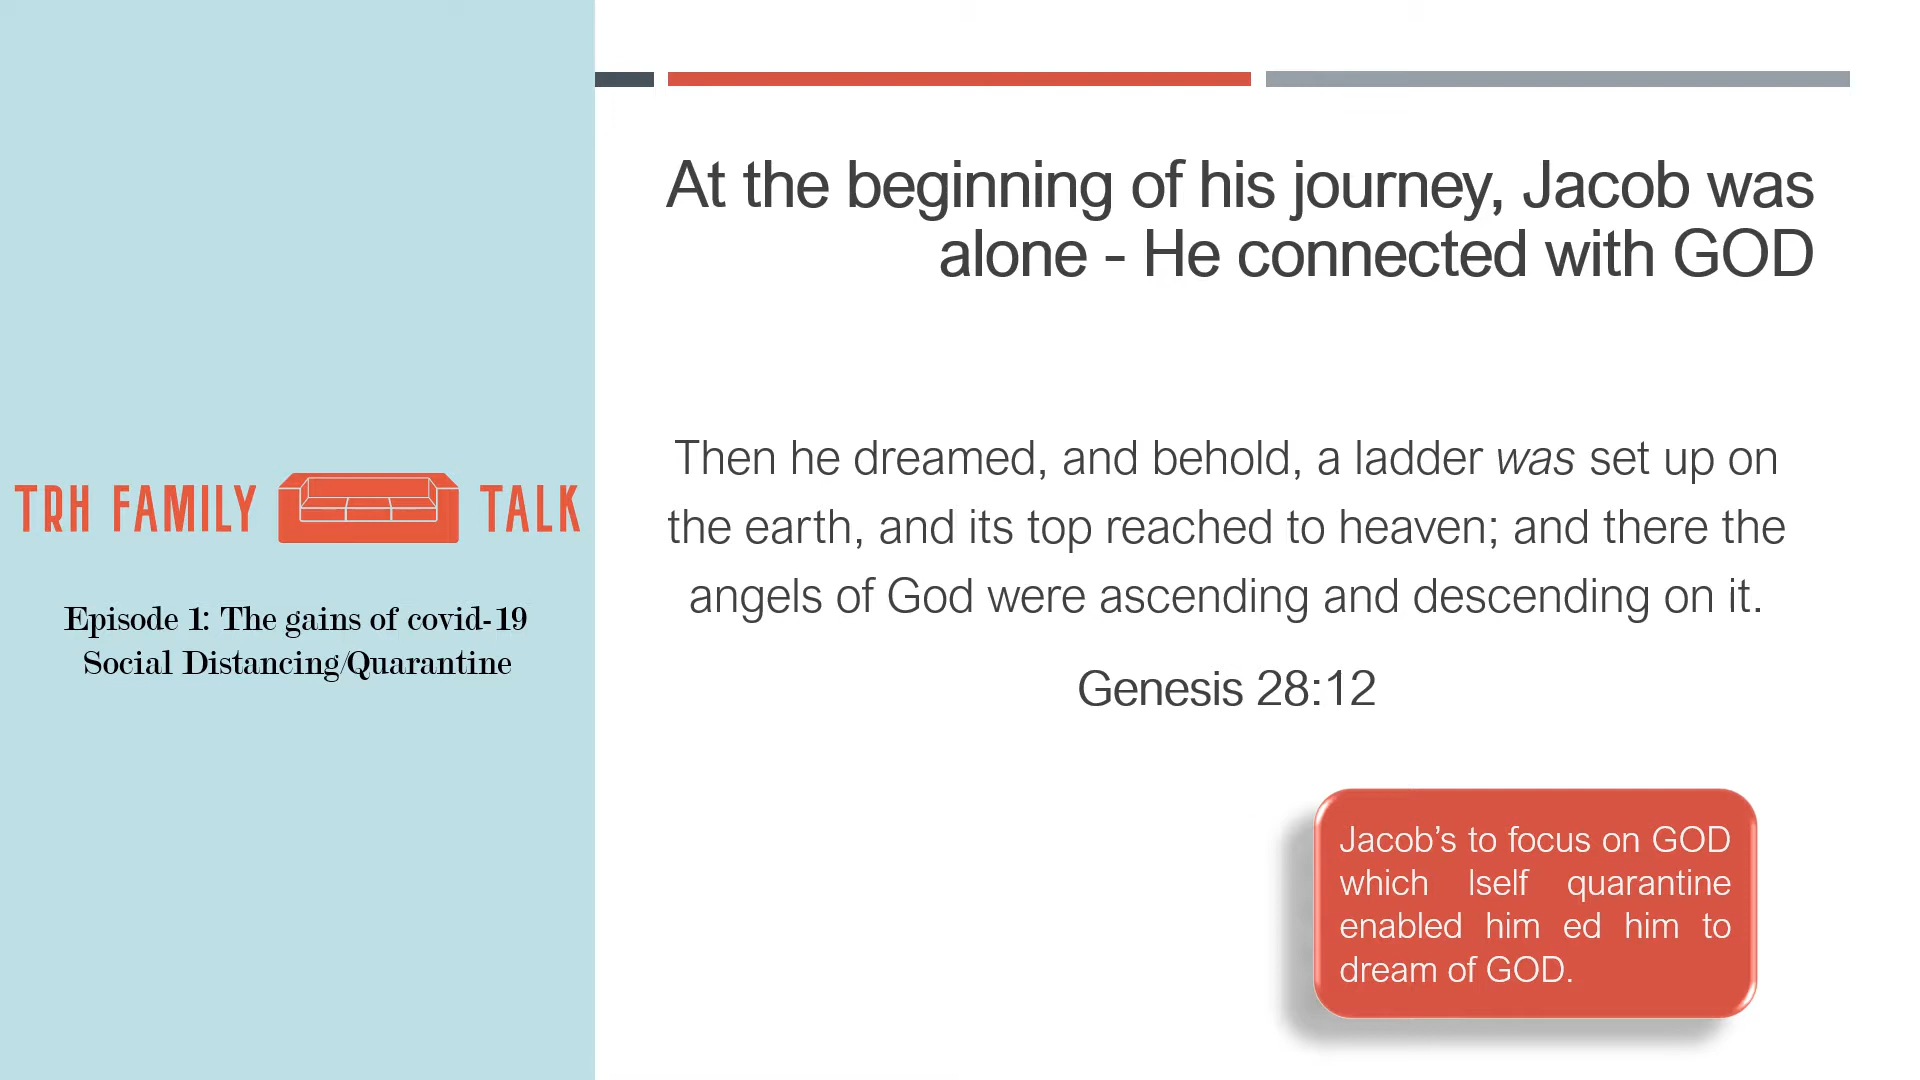 TRH FAMILY TALK
Episode 1: The gains of covid-19
Social Distancing/Quarantine
At the beginning of his journey, Jacob was
alone - He connected with GOD
Then he dreamed, and behold, a ladder was set up on
the earth, and its top reached to heaven; and there the
angels of God were ascending and descending on it.
Genesis 28:12
Jacob’s to focus on GOD
which lself quarantine
enabled him ed him to
dream of GOD.